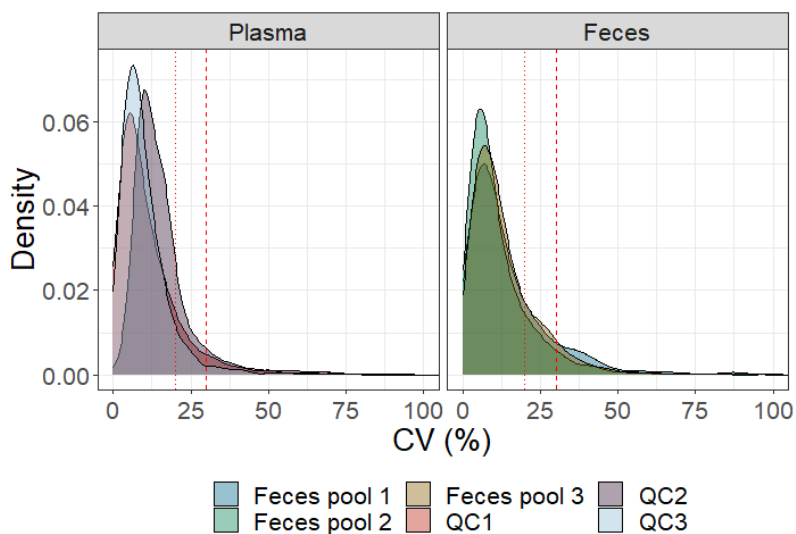 Plasma Feces
Density
0.06
0.04
0.02
0.00
0 25 50 75 100 0 25 50 75 100
CV (%)
Feces pool 1 Feces pool 3 QC2
Feces pool 2 QC1 QC3